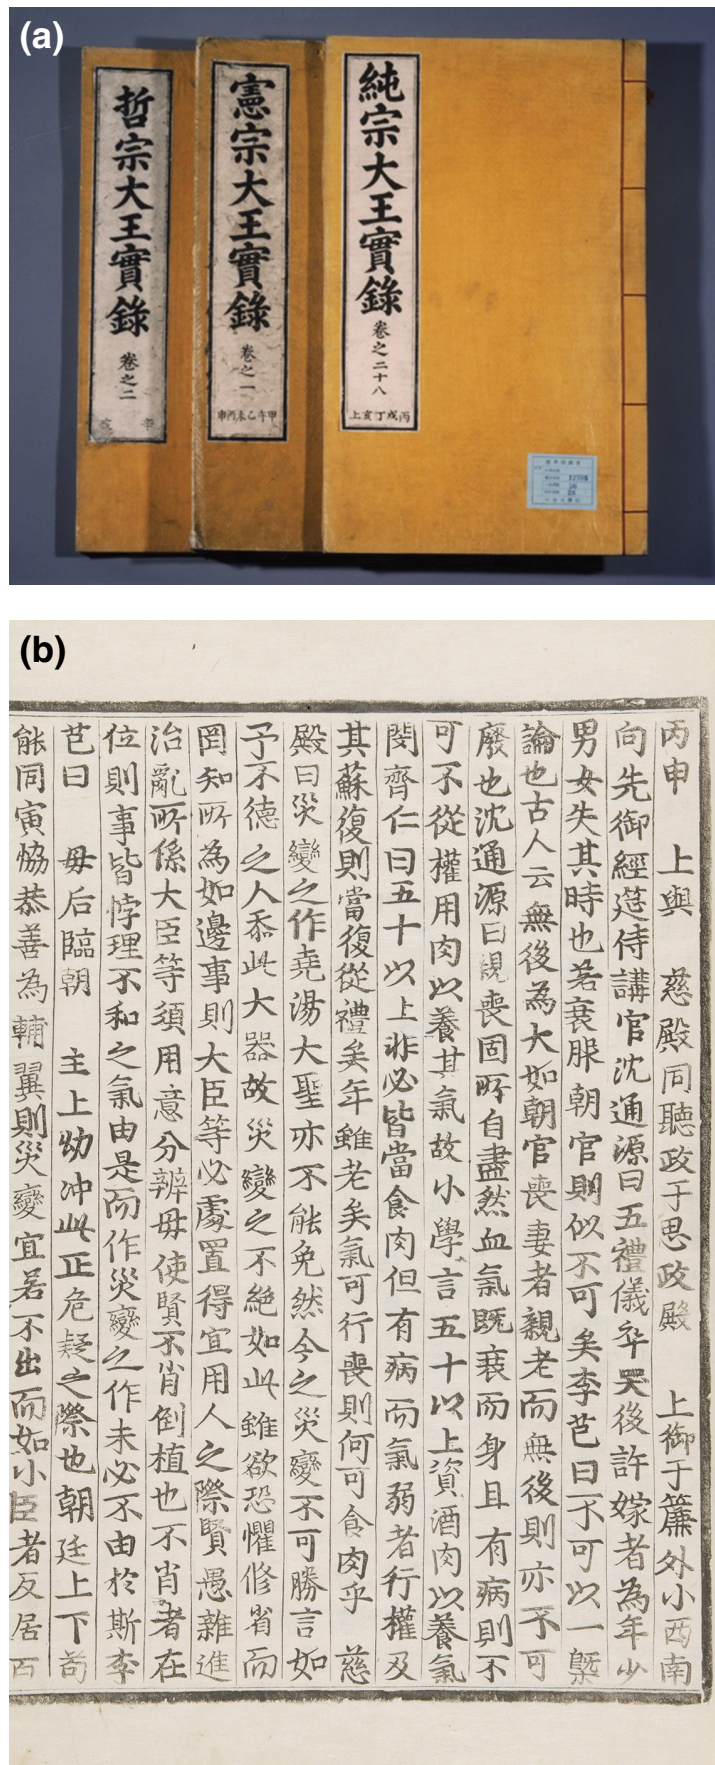 (a)
純宗大王實錄 卷之二十八
丙戌丁亥上
憲宗大王實錄 卷之一
甲午乙未丙申
哲宗大王實錄 卷之二
(b)
丙申 上與 慈殿同聽政于思政殿 上御于簾外小西南
向先御經筵侍講官沈通源曰五禮儀卒哭後許嫁者為年少
男女失其時也若衰服朝官則似不可矣李芑曰不可以一槩
論也古人云無後為大如朝官喪妻者親老而無後則亦不可
廢也沈通源曰親喪固所自盡然血氣既衰而身且有病則不
可不從權用肉以養其氣故小學言五十以上資酒肉以養氣
閔齊仁曰五十以上非必皆當食肉但有病而氣弱者行權及
其蘇復則當復從禮矣年雖老矣氣可行喪則何可食肉乎 慈
殿曰災變之作堯湯大聖亦不能免然今之災變不可勝言如
予不德之人忝此大器故災變之不絕如此雖欲恐懼修省而
罔知所為如邊事則大臣等必處置得宜用人之際賢愚雜進
治亂所係大臣等須用意分辨毋使賢不肖倒植也不肖者在
位則事皆悖理不和之氣由是而作災變之作未必不由於斯李
芑曰 毋后臨朝 主上幼冲此正危疑之際也朝廷上下苟
能同寅恊恭善為輔翼則災變宜若不出而如小臣者反居百